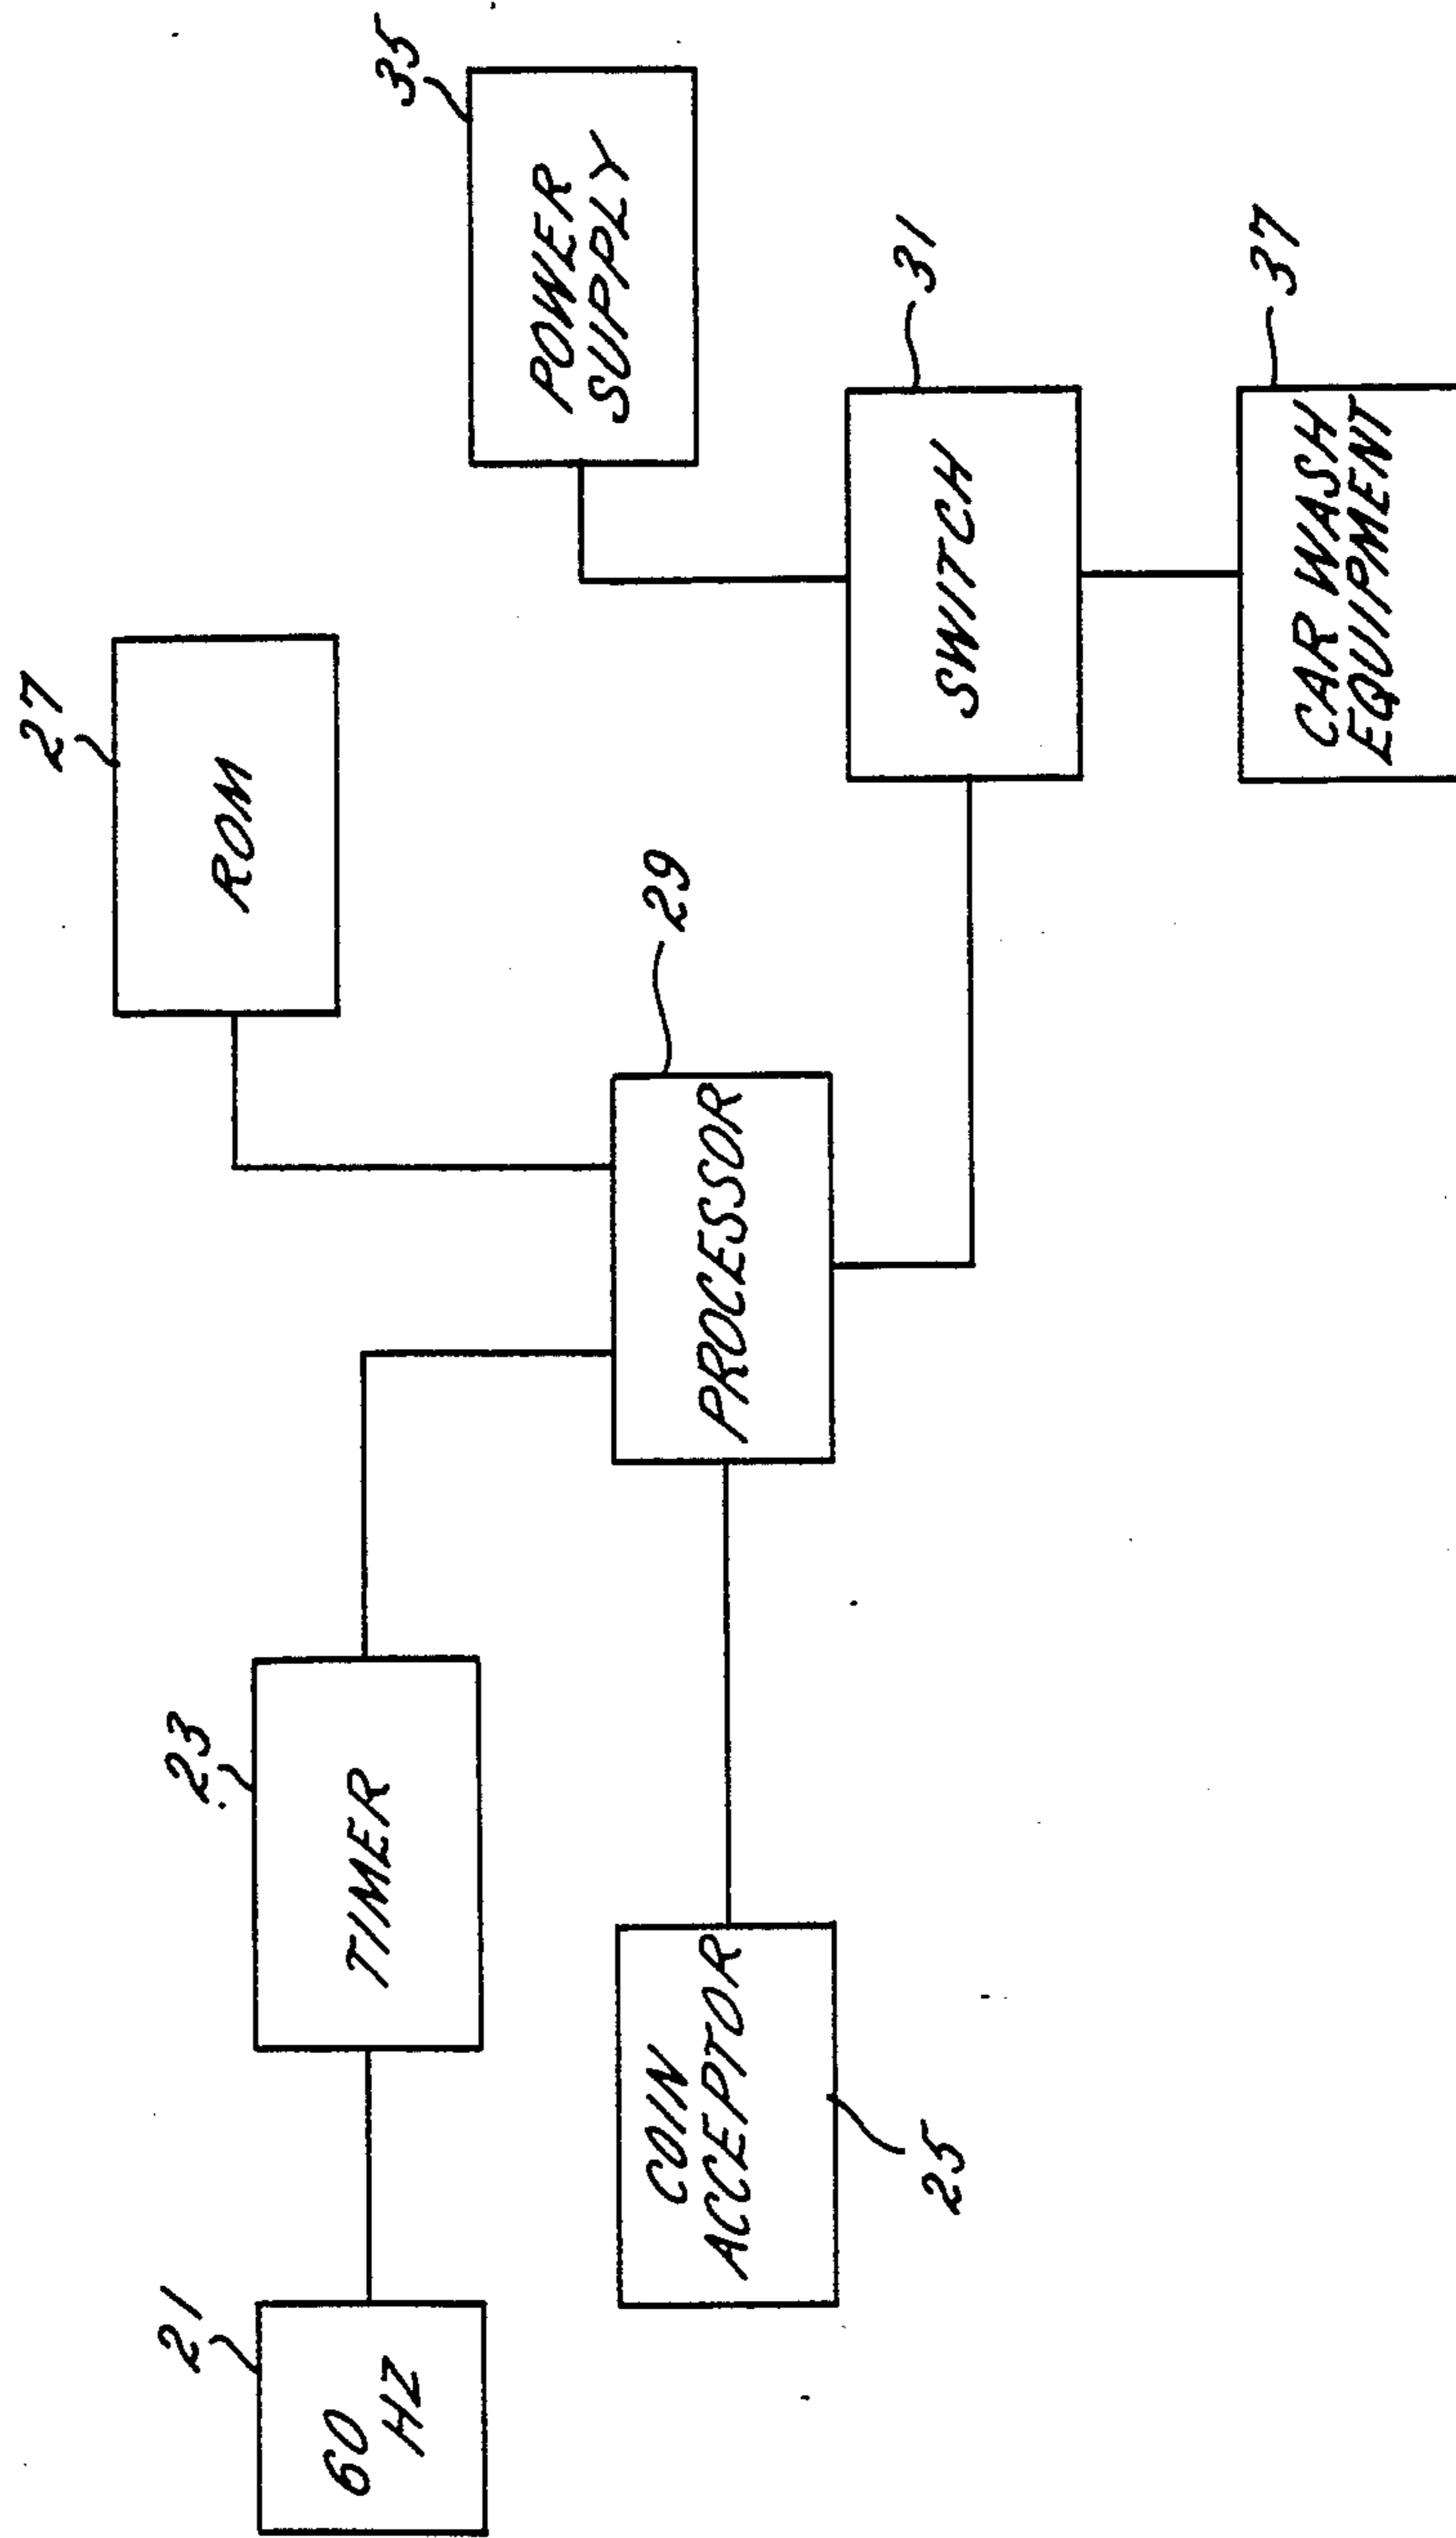 27
ROM
35
POWER
SUPPLY
21
60
HZ
23
TIMER
29
PROCESSOR
31
SWITCH
COIN
ACCEPTOR
25
37
CAR WASH
EQUIPMENT